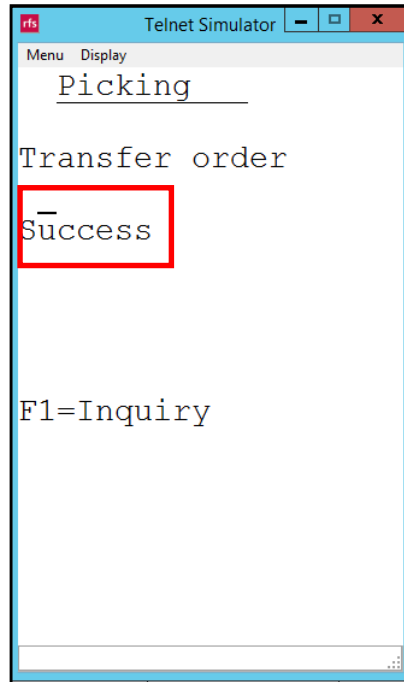 rfs Telnet Simulator
Menu Display
Picking
Transfer order
Success
F1=Inquiry